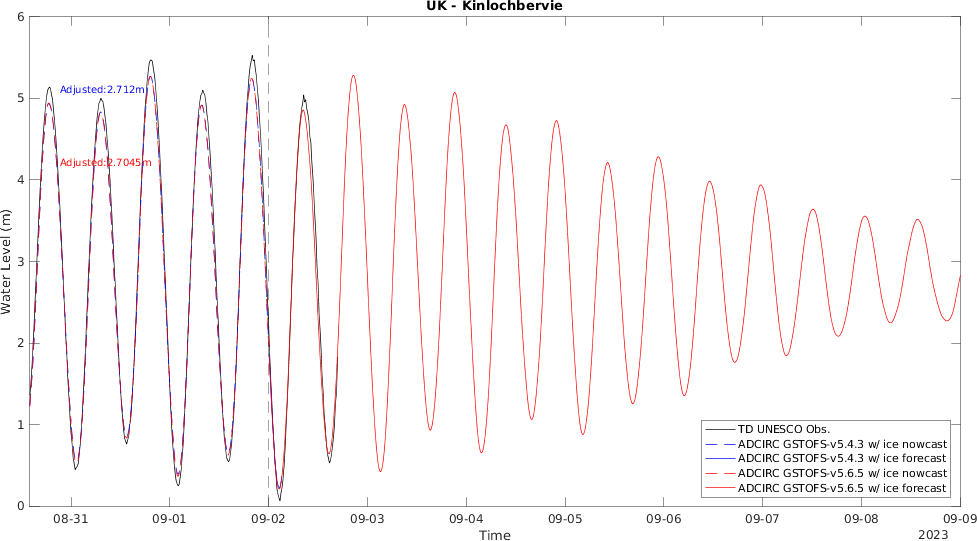 UK - Kinlochbervie
6
5
4
3
2
1
0
Water Level (m)
Adjusted:2.712m
Adjusted:2.7045m
TD UNESCO Obs.
ADCIRC GSTOFS-v5.4.3 w/ ice nowcast
ADCIRC GSTOFS-v5.4.3 w/ ice forecast
ADCIRC GSTOFS-v5.6.5 w/ ice nowcast
ADCIRC GSTOFS-v5.6.5 w/ ice forecast
08-31 09-01 09-02 09-03 09-04 09-05 09-06 09-07 09-08 09-09
Time
2023